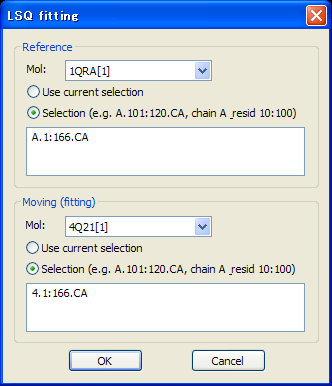 LSQ fitting
Reference
Mol: 1QRA[1]
Use current selection
Selection (e.g. A.101:120.CA, chain A_resid 10:100)
A.1:166.CA
Moving (fitting)
Mol: 4Q21[1]
Use current selection
Selection (e.g. A.101:120.CA, chain A_resid 10:100)
4.1:166.CA
OK Cancel